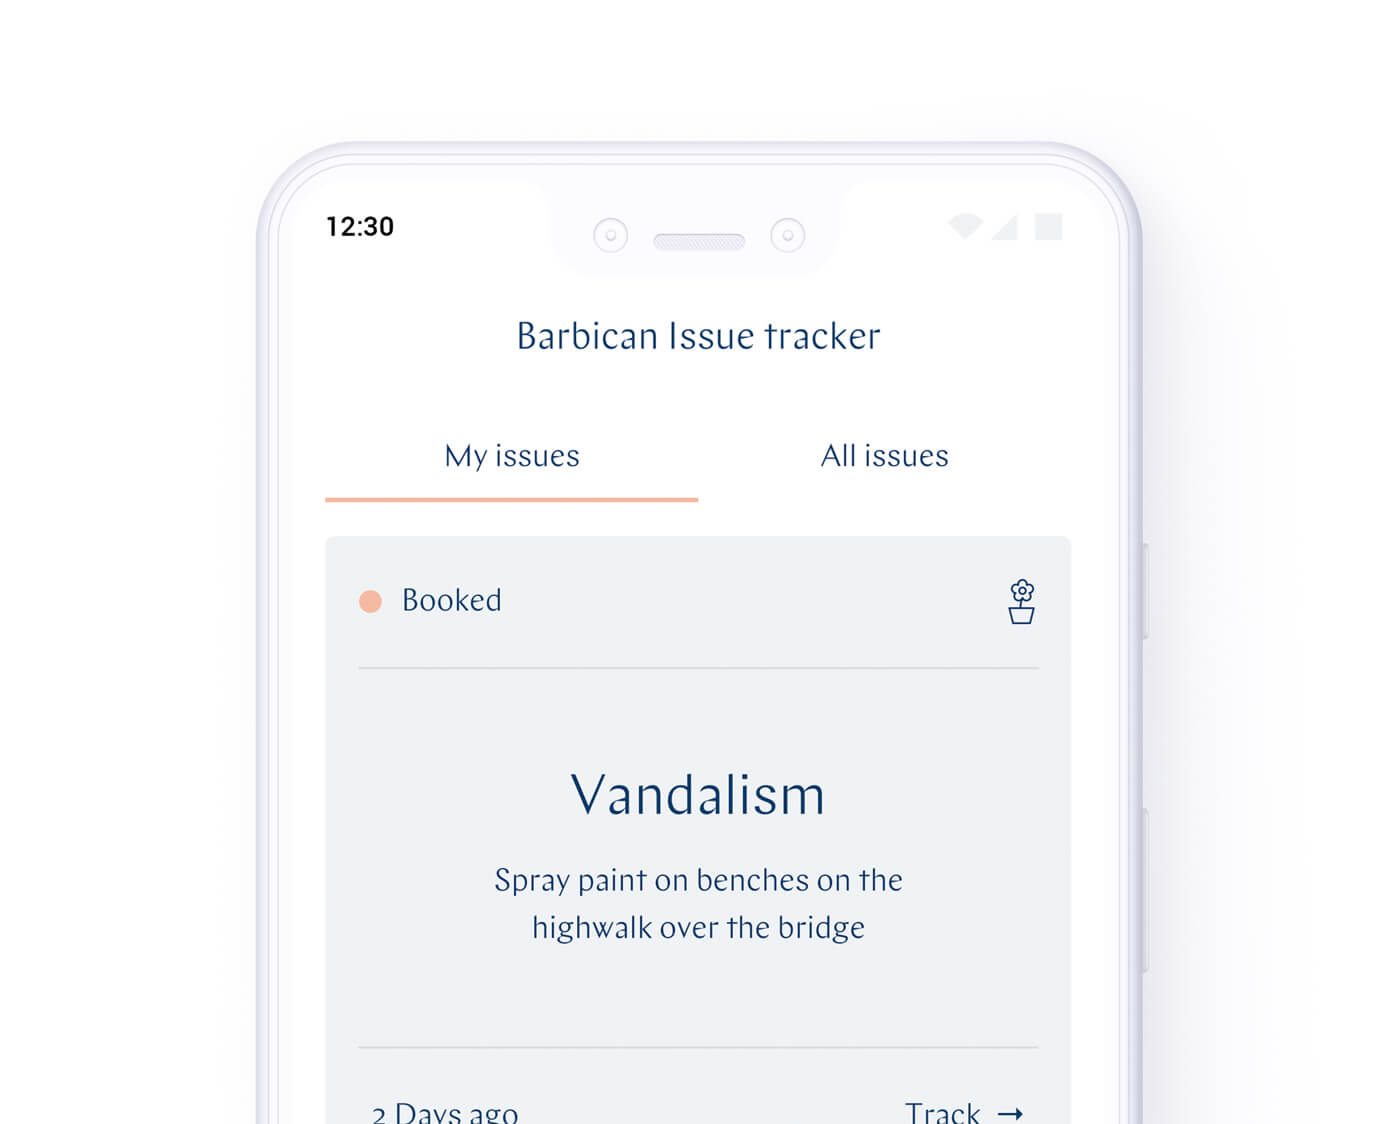 12:30
Barbican Issue tracker
My issues
All issues
Booked
Vandalism
Spray paint on benches on the
highwalk over the bridge
2 Days ago
Track →